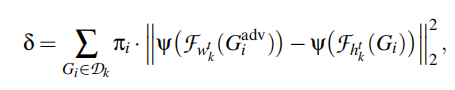 δ = ∑_{G_i∈𝒟_k} π_i · ‖ψ(ℱ_{w_k^t}(G_i^{adv})) − ψ(ℱ_{h_k^t}(G_i))‖_2^2,